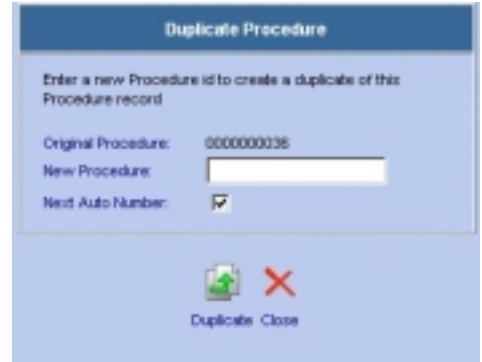 Duplicate Procedure
Enter a new Procedure id to create a duplicate of this
Procedure record
Original Procedure: 0000000036
New Procedure:
Next Auto Number:
Duplicate Close